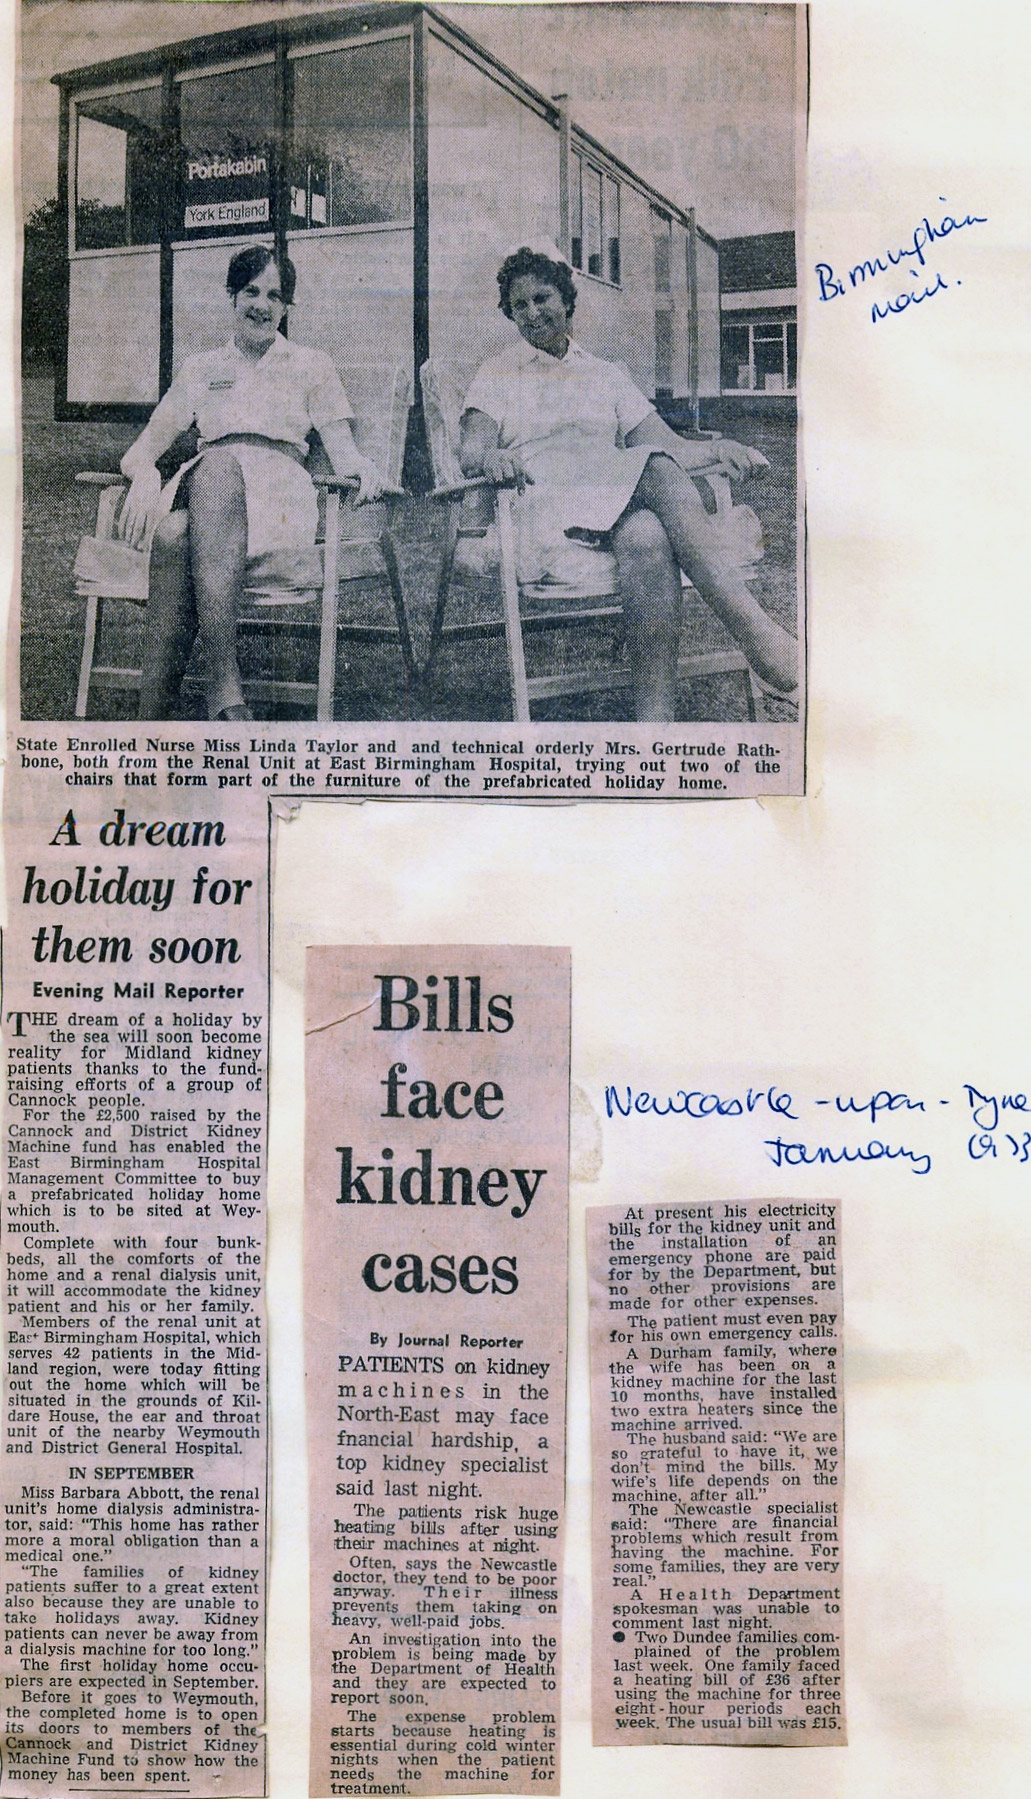 Portakabin
York England
Birmingham
Mail.
State Enrolled Nurse Miss Linda Taylor and and technical orderly Mrs. Gertrude Rath-
bone, both from the Renal Unit at East Birmingham Hospital, trying out two of the
chairs that form part of the furniture of the prefabricated holiday home.
A dream
holiday for
them soon
Evening Mail Reporter
THE dream of a holiday by
the sea will soon become
reality for Midland kidney
patients thanks to the fund-
raising efforts of a group of
Cannock people.
For the £2,500 raised by the
Cannock and District Kidney
Machine fund has enabled the
East Birmingham Hospital
Management Committee to buy
a prefabricated holiday home
which is to be sited at Wey-
mouth.
Complete with four bunk-
beds, all the comforts of the
home and a renal dialysis unit,
it will accommodate the kidney
patient and his or her family.
Members of the renal unit at
East Birmingham Hospital, which
serves 42 patients in the Mid-
land region, were today fitting
out the home which will be
situated in the grounds of Kil-
dare House, the ear and throat
unit of the nearby Weymouth
and District General Hospital.
IN SEPTEMBER
Miss Barbara Abbott, the renal
unit's home dialysis administra-
tor, said: "This home has rather
more a moral obligation than a
medical one."
"The families of kidney
patients suffer to a great extent
also because they are unable to
take holidays away. Kidney
patients can never be away from
a dialysis machine for too long."
The first holiday home occu-
piers are expected in September.
Before it goes to Weymouth,
the completed home is to open
its doors to members of the
Cannock and District Kidney
Machine Fund to show how the
money has been spent.
Bills
face
kidney
cases
By Journal Reporter
PATIENTS on kidney
machines in the
North-East may face
fnancial hardship, a
top kidney specialist
said last night.
The patients risk huge
heating bills after using
their machines at night.
Often, says the Newcastle
doctor, they tend to be poor
anyway. Their illness
prevents them taking on
heavy, well-paid jobs.
An investigation into the
problem is being made by
the Department of Health
and they are expected to
report soon.
The expense problem
starts because heating is
essential during cold winter
nights when the patient
needs the machine for
treatment.
Newcastle-upon-Tyne
January 1973
At present his electricity
bills for the kidney unit and
the installation of an
emergency phone are paid
for by the Department, but
no other provisions are
made for other expenses.
The patient must even pay
for his own emergency calls.
A Durham family, where
the wife has been on a
kidney machine for the last
10 months, have installed
two extra heaters since the
machine arrived.
The husband said: "We are
so grateful to have it, we
don't mind the bills. My
wife's life depends on the
machine, after all."
The Newcastle specialist
said: "There are financial
problems which result from
having the machine. For
some families, they are very
real."
A Health Department
spokesman was unable to
comment last night.
● Two Dundee families com-
plained of the problem
last week. One family faced
a heating bill of £36 after
using the machine for three
eight-hour periods each
week. The usual bill was £15.